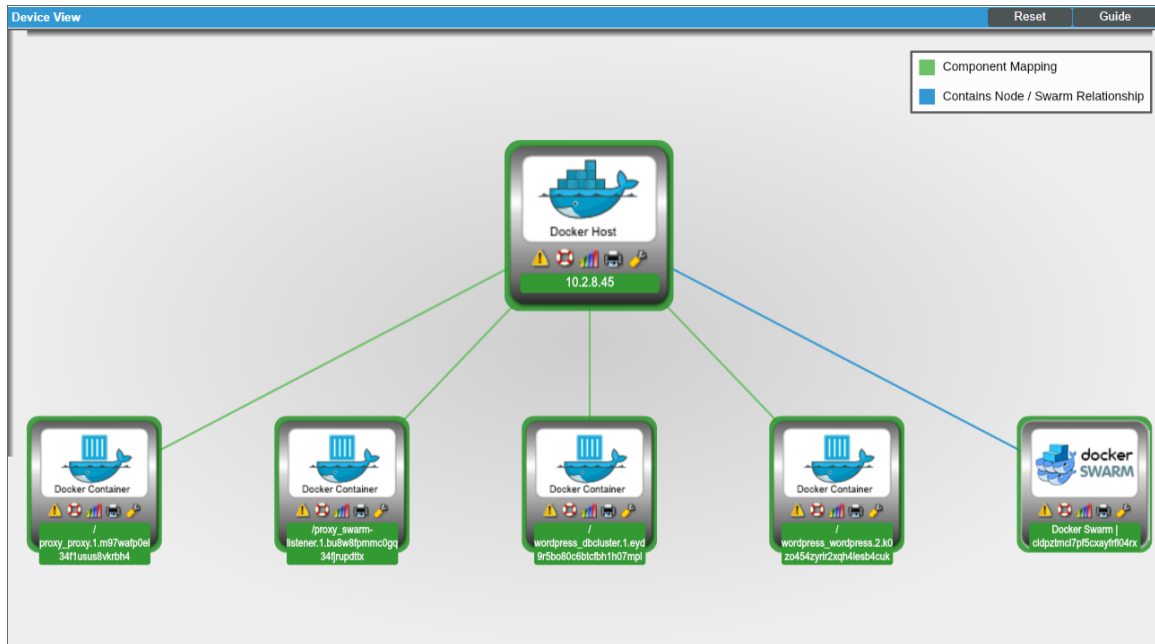 Device View
Reset
Guide
Component Mapping
Contains Node / Swarm Relationship
Docker Host
10.2.8.45
Docker Container
/
proxy_proxy.1.m97wafp0el
34f1usus8vkrbh4
Docker Container
/proxy_swarm-
listener.1.bu8w8fpmmc0gq
34fjrupdttx
Docker Container
/
wordpress_dbcluster.1.eyd
9r5bo80c6btcfbh1h07mpl
Docker Container
/
wordpress_wordpress.2.k0
zo454zyrir2xqh4lesb4cuk
docker
SWARM
Docker Swarm |
cldpztmcl7pf5cxayfrfl04rx